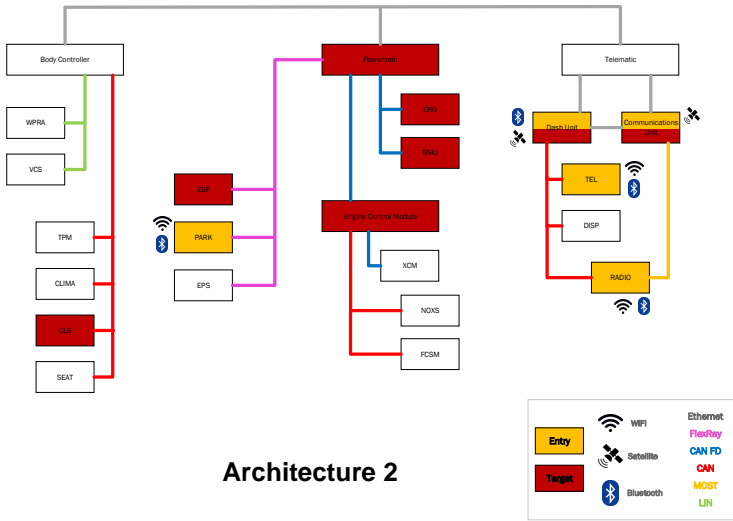 Body Controller
Powertrain
Telematic
WPRA
VCS
CRG
BMU
Dash Unit
Communications
Unit
ESP
PARK
EPS
TEL
DISP
RADIO
TPM
CLIMA
CLS
SEAT
Engine Control Module
XCM
NOXS
FCSM
Architecture 2
Entry
Target
WIFI
Satellite
Bluetooth
Ethernet
FlexRay
CAN FD
CAN
MOST
LIN